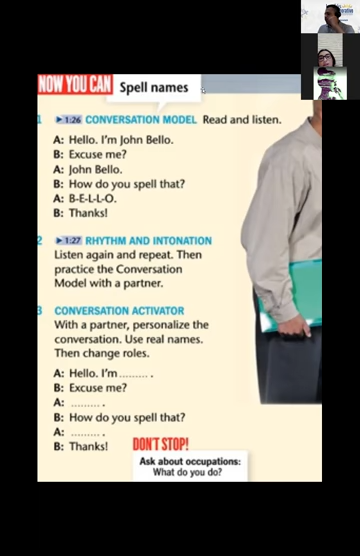 NOW YOU CAN Spell names
1 ▶1:26 CONVERSATION MODEL Read and listen.
A: Hello. I'm John Bello.
B: Excuse me?
A: John Bello.
B: How do you spell that?
A: B-E-L-L-O.
B: Thanks!
2 ▶1:27 RHYTHM AND INTONATION
Listen again and repeat. Then
practice the Conversation
Model with a partner.
3 CONVERSATION ACTIVATOR
With a partner, personalize the
conversation. Use real names.
Then change roles.
A: Hello. I'm ......... .
B: Excuse me?
A: ......... .
B: How do you spell that?
A: ......... .
B: Thanks!
DON'T STOP!
Ask about occupations:
What do you do?